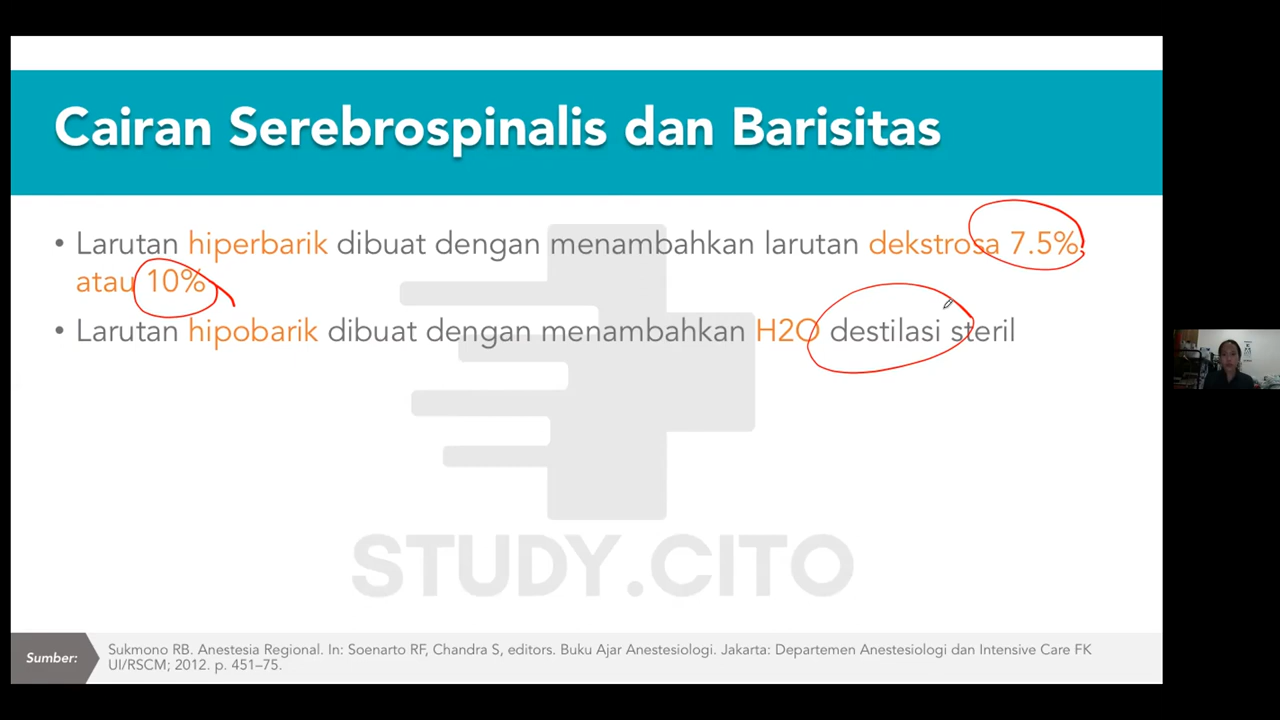 Cairan Serebrospinalis dan Barisitas
• Larutan hiperbarik dibuat dengan menambahkan larutan dekstrosa 7.5%
atau 10%
• Larutan hipobarik dibuat dengan menambahkan H2O destilasi steril
STUDY.CITO
Sumber:
Sukmono RB. Anestesia Regional. In: Soenarto RF, Chandra S, editors. Buku Ajar Anestesiologi. Jakarta: Departemen Anestesiologi dan Intensive Care FK
UI/RSCM; 2012. p. 451–75.